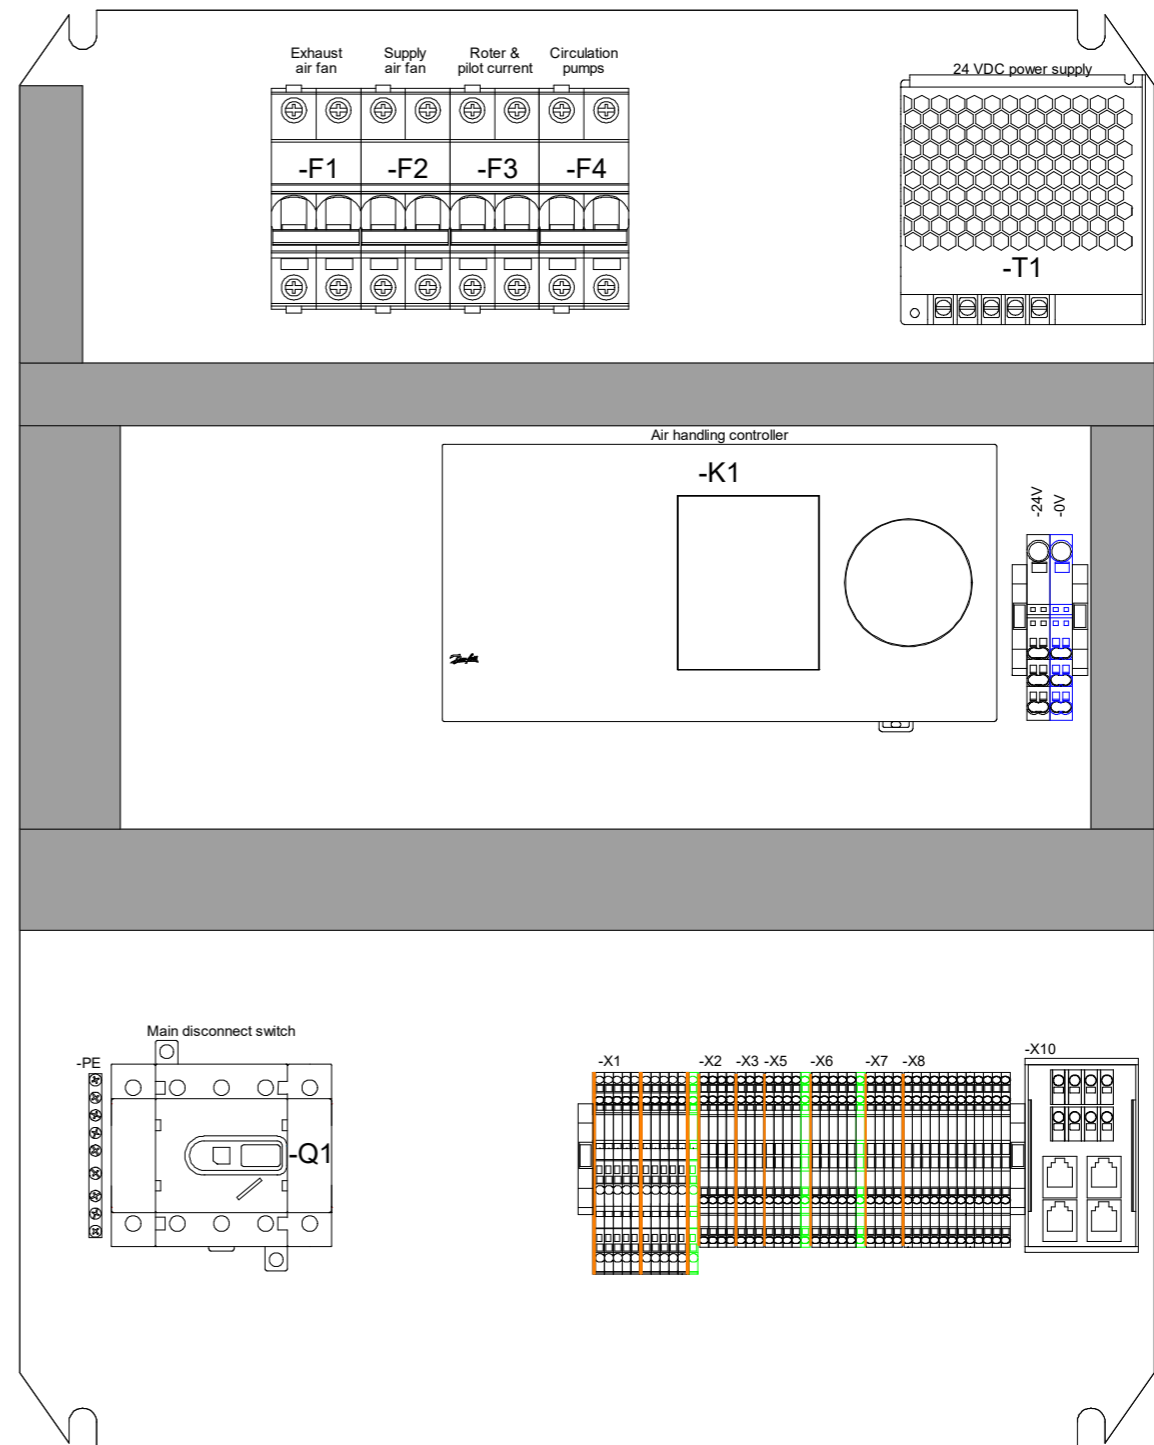 Exhaust
air fan
Supply
air fan
Roter &
pilot current
Circulation
pumps
24 VDC power supply
-F1
-F2
-F3
-F4
-T1
Air handling controller
-K1
-24V
-0V
Danfoss
Main disconnect switch
-PE
-Q1
-X1
-X2
-X3
-X5
-X6
-X7
-X8
-X10